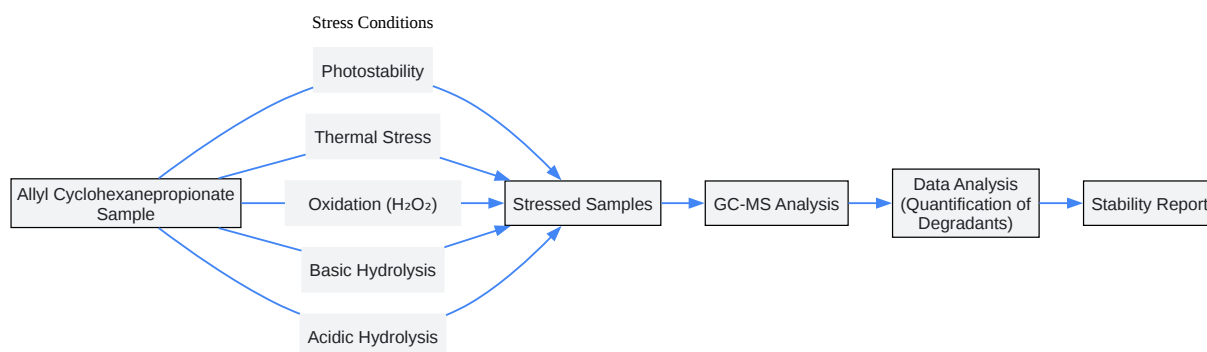 Stress Conditions
Photostability
Thermal Stress
Allyl Cyclohexanepropionate
Sample
Oxidation (H₂O₂)
Basic Hydrolysis
Acidic Hydrolysis
Stressed Samples
GC-MS Analysis
Data Analysis
(Quantification of
Degradants)
Stability Report